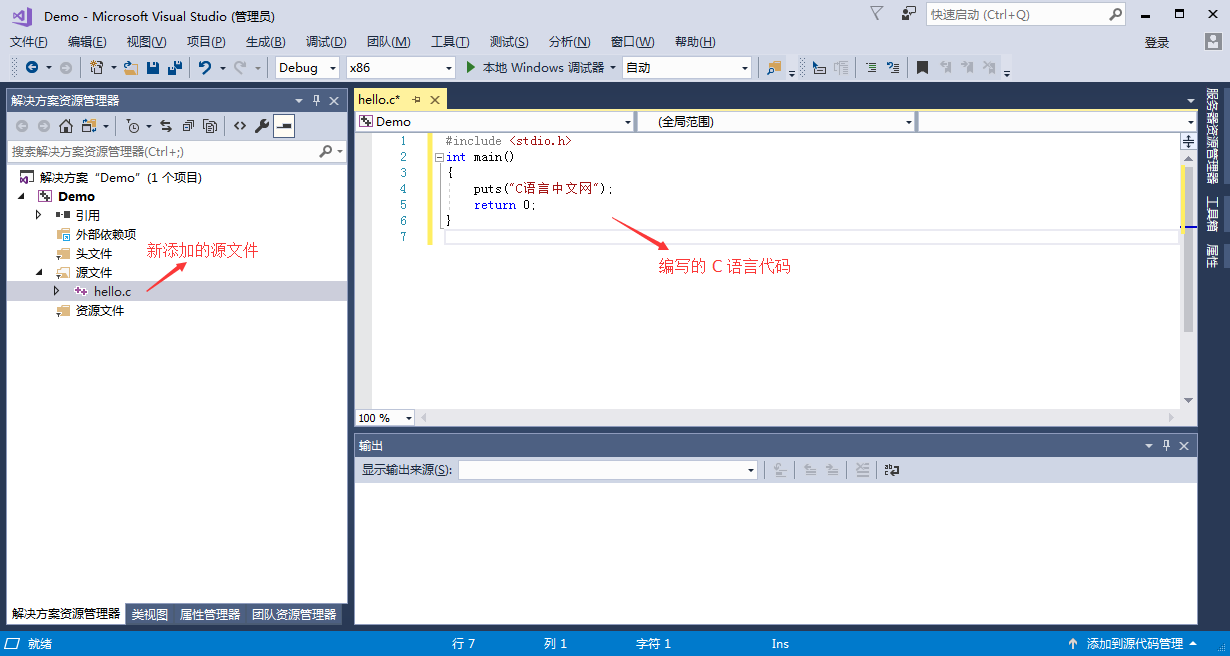 Demo - Microsoft Visual Studio (管理员)
快速启动 (Ctrl+Q)
文件(F) 编辑(E) 视图(V) 项目(P) 生成(B) 调试(D) 团队(M) 工具(T) 测试(S) 分析(N) 窗口(W) 帮助(H) 登录
Debug x86 本地 Windows 调试器 自动
解决方案资源管理器
搜索解决方案资源管理器(Ctrl+;)
解决方案 "Demo" (1 个项目)
Demo
引用
外部依赖项
头文件
源文件
hello.c
资源文件
新添加的源文件
解决方案资源管理器 类视图 属性管理器 团队资源管理器
hello.c*
Demo (全局范围)
1 #include <stdio.h>
2 int main()
3 {
4 puts("C语言中文网");
5 return 0;
6 }
7
编写的 C 语言代码
100 %
输出
显示输出来源(S):
服务器资源管理器
工具箱
属性
就绪 行 7 列 1 字符 1 Ins 添加到源代码管理